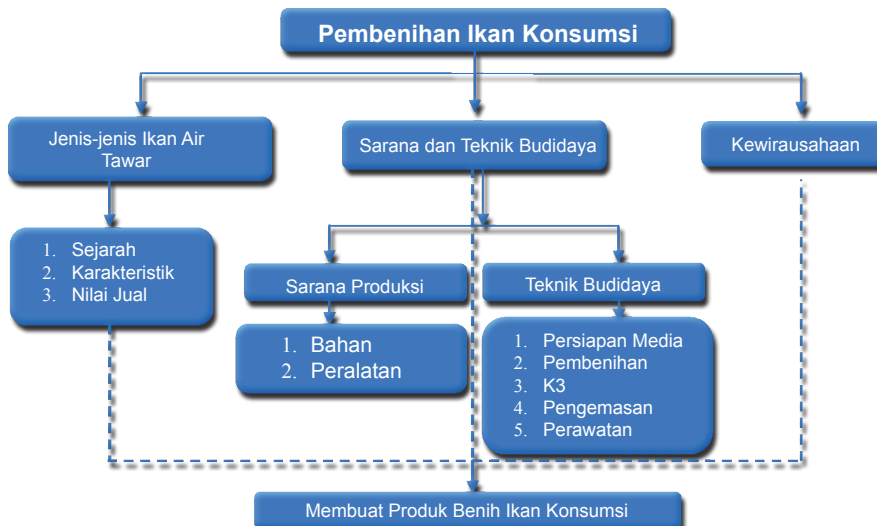 Pembenihan Ikan Konsumsi
Jenis-jenis Ikan Air
Tawar
Sarana dan Teknik Budidaya
Kewirausahaan
1. Sejarah
2. Karakteristik
3. Nilai Jual
Sarana Produksi
Teknik Budidaya
1. Bahan
2. Peralatan
1. Persiapan Media
2. Pembenihan
3. K3
4. Pengemasan
5. Perawatan
Membuat Produk Benih Ikan Konsumsi